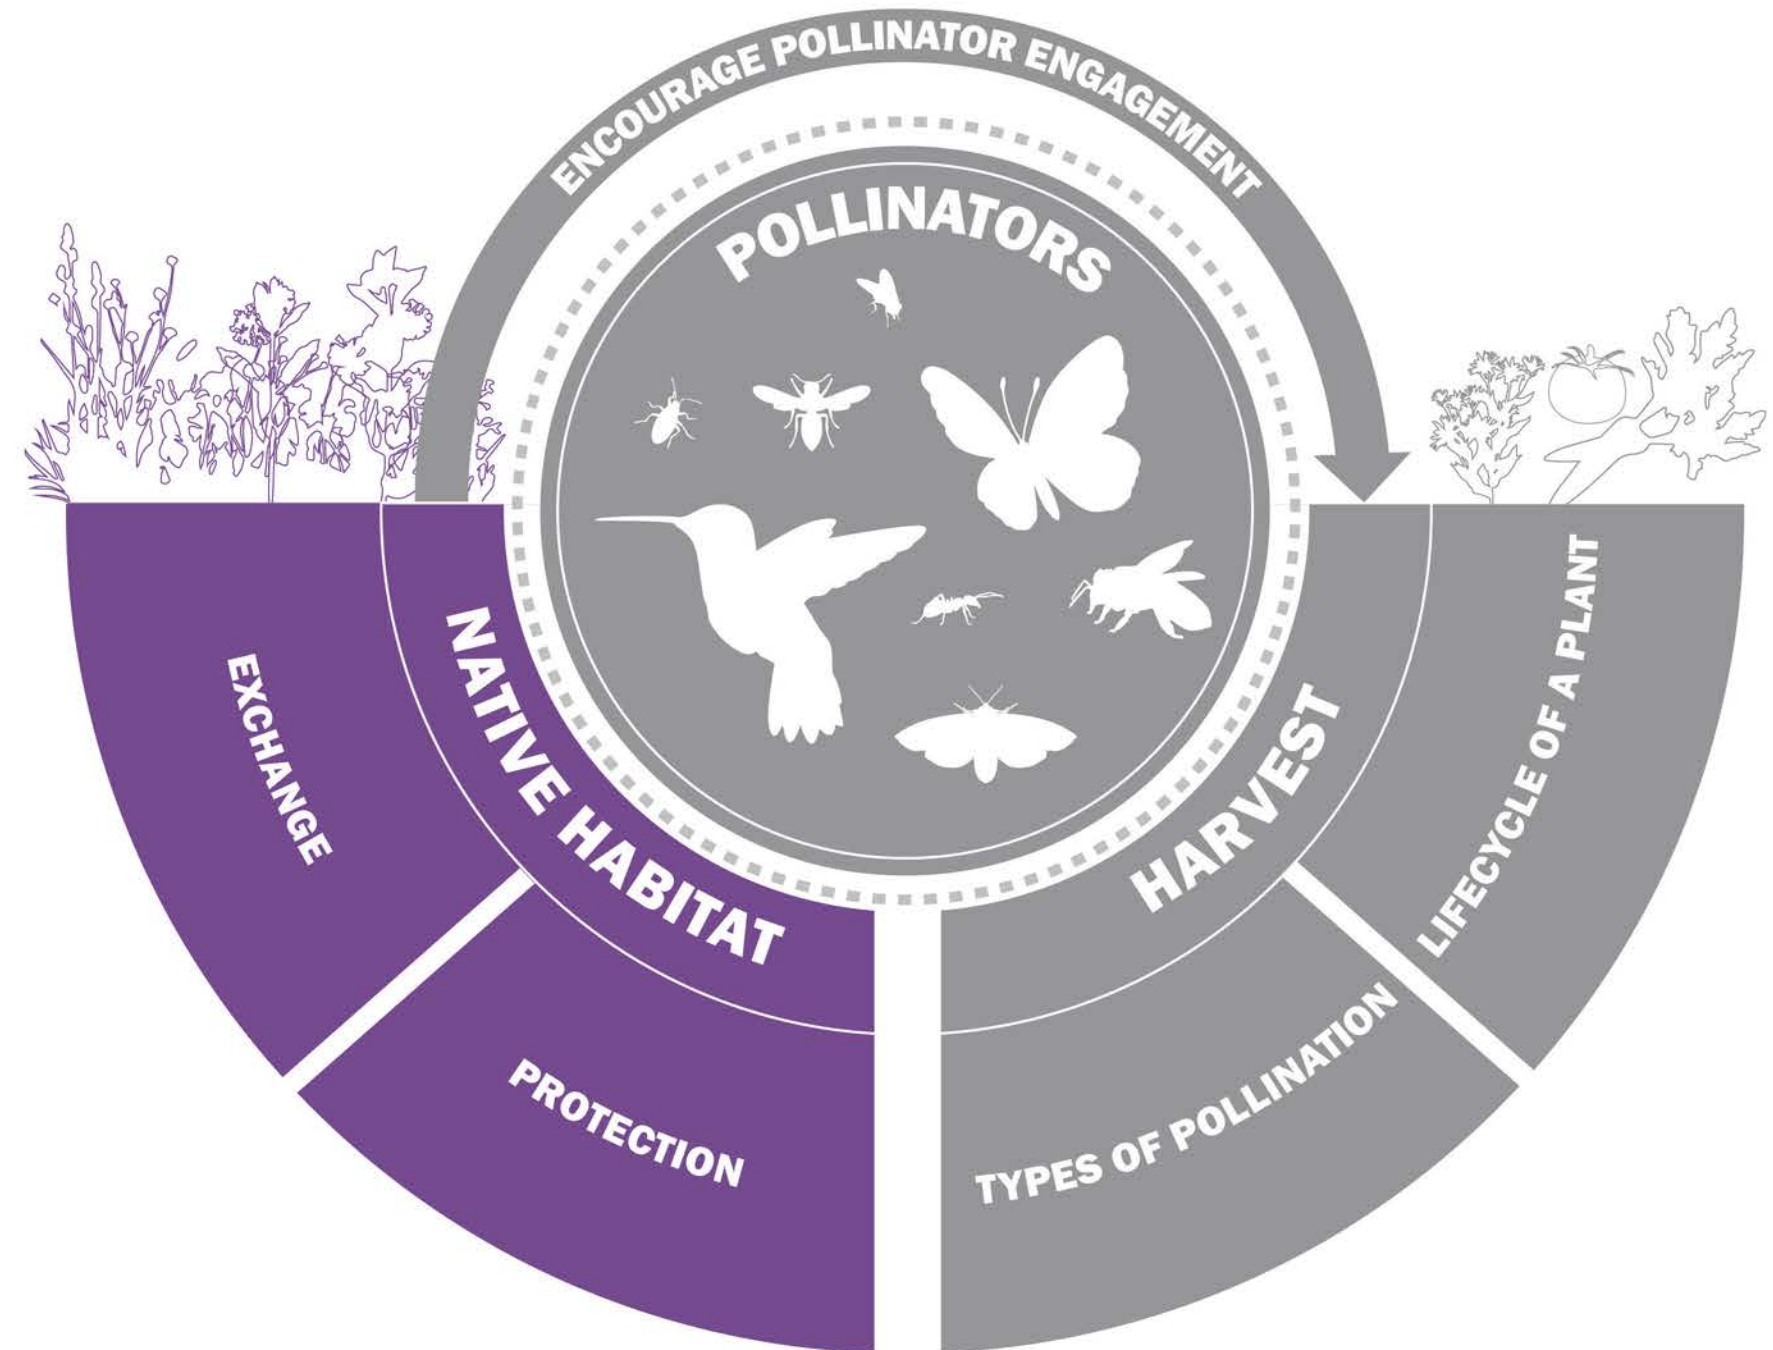 ENCOURAGE POLLINATOR ENGAGEMENT
POLLINATORS
NATIVE HABITAT
EXCHANGE
PROTECTION
HARVEST
LIFECYCLE OF A PLANT
TYPES OF POLLINATION